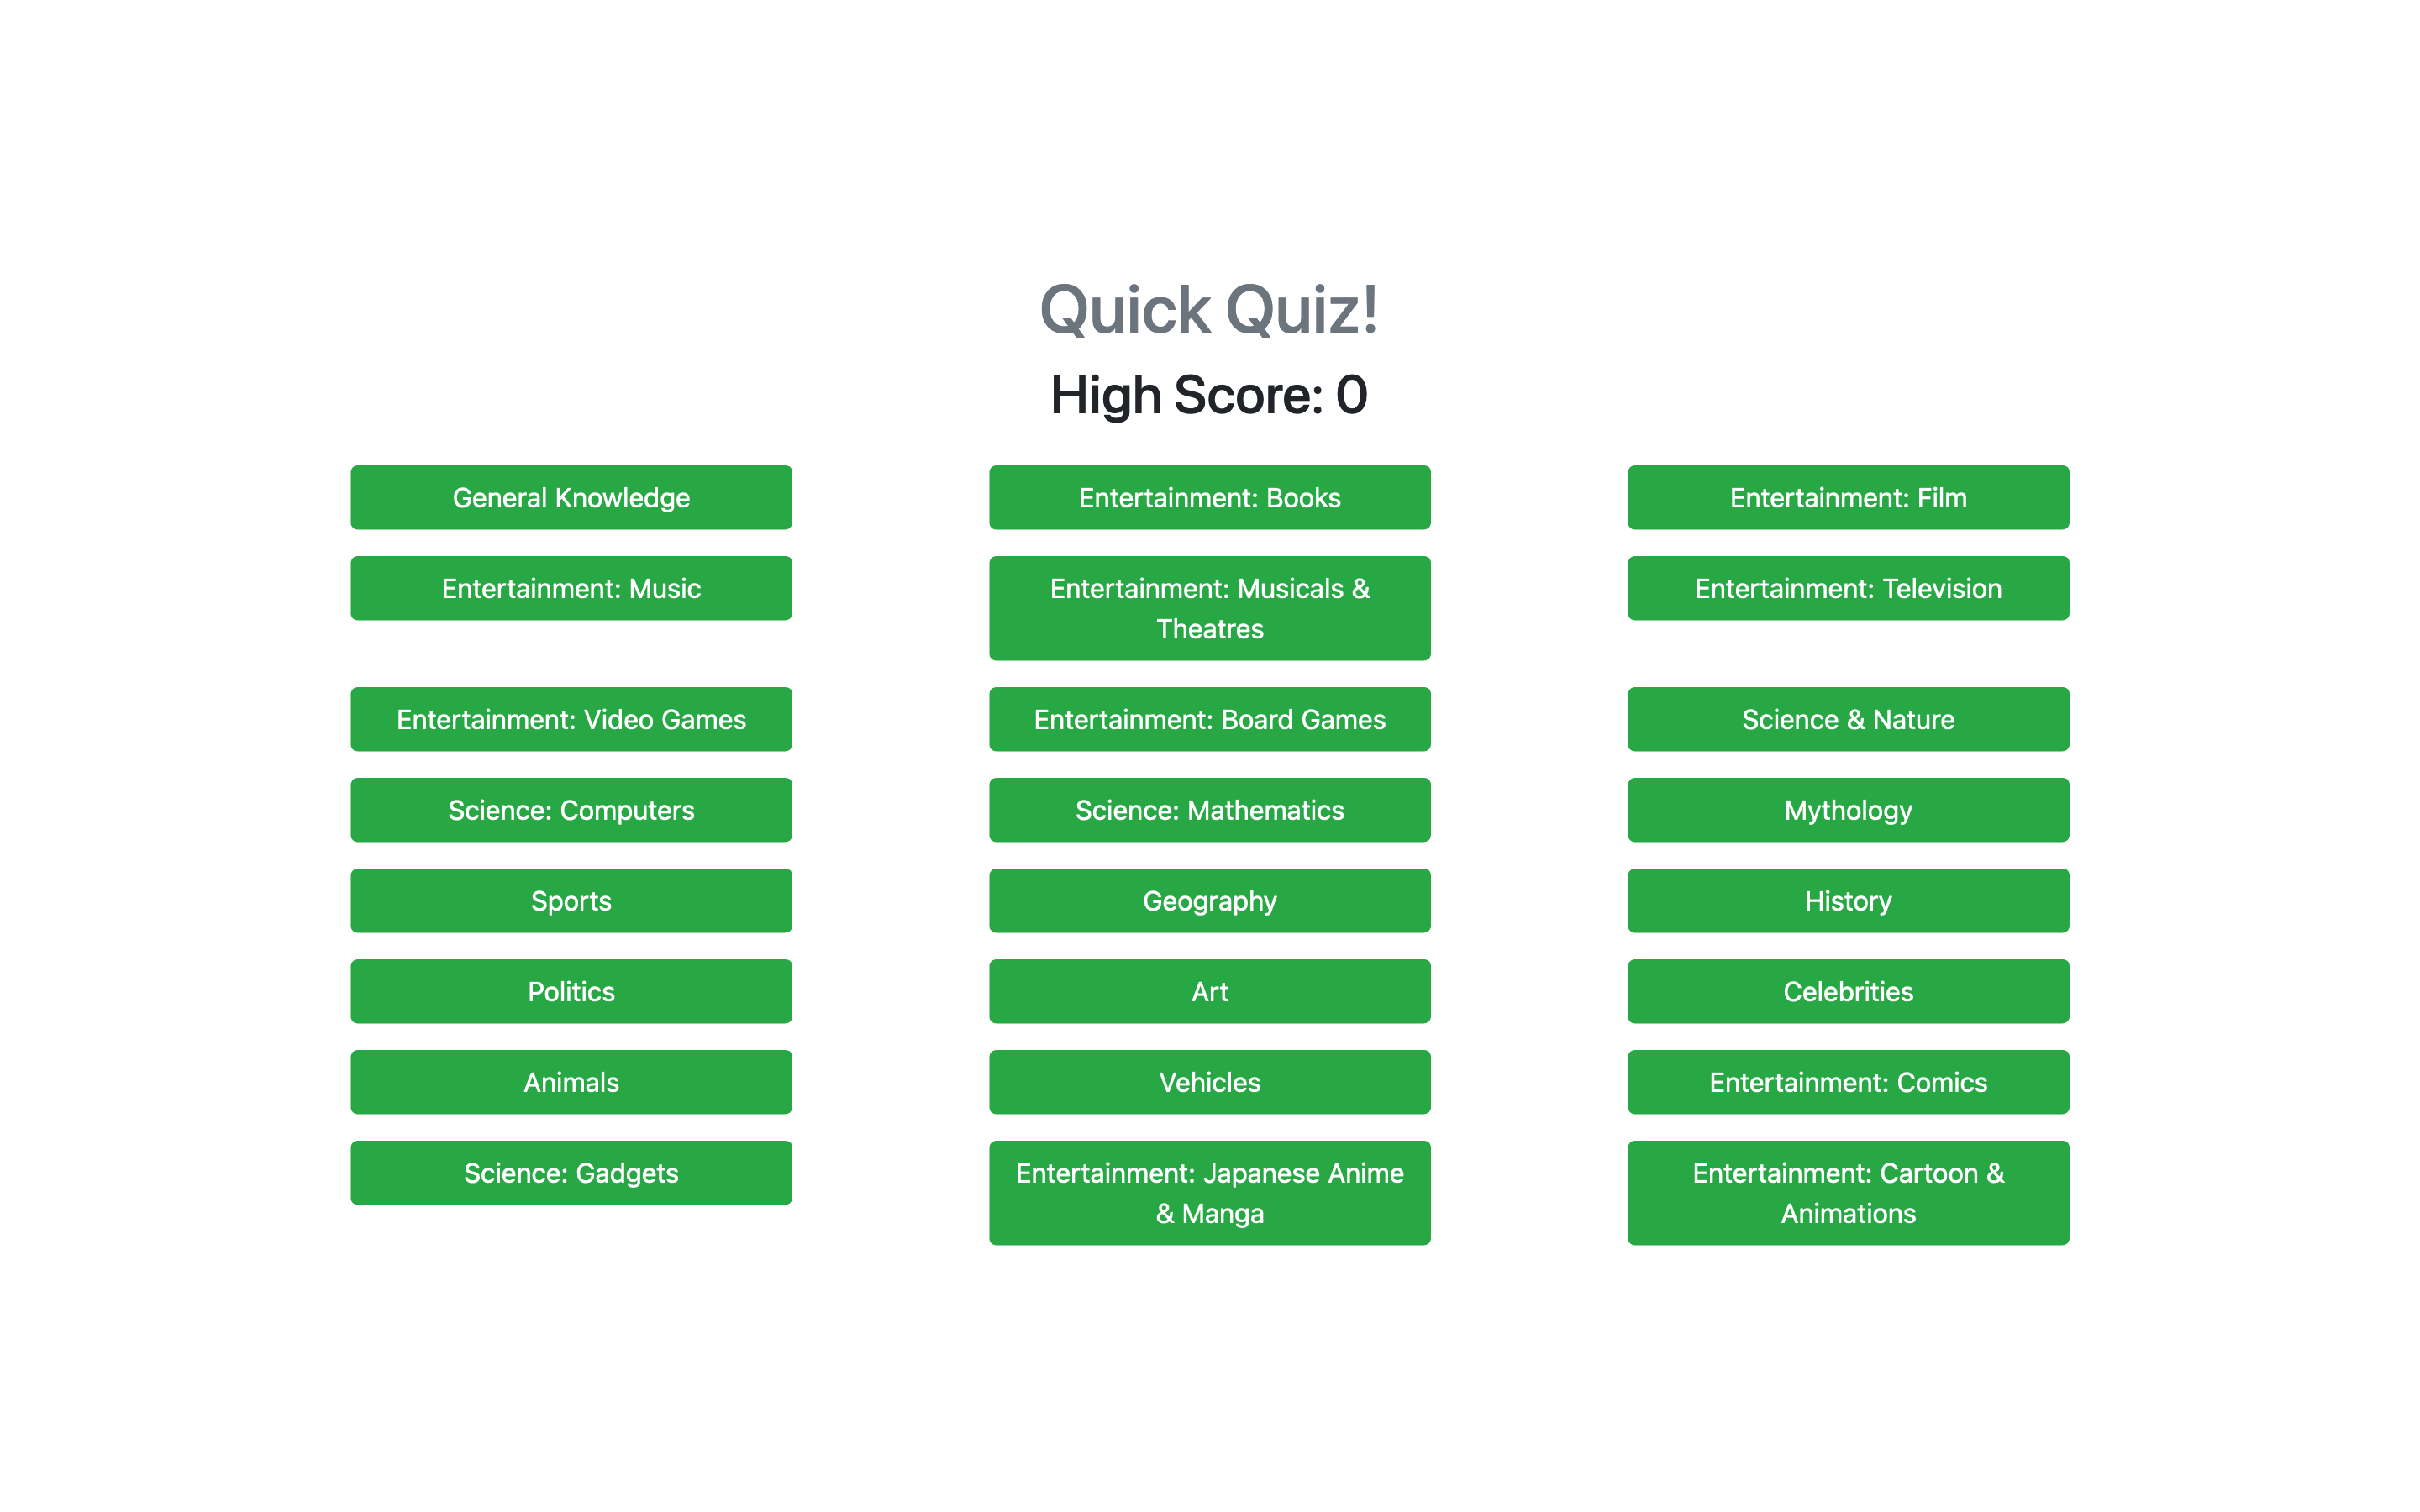 Quick Quiz!
High Score: 0
General Knowledge
Entertainment: Books
Entertainment: Film
Entertainment: Music
Entertainment: Musicals &
Theatres
Entertainment: Television
Entertainment: Video Games
Entertainment: Board Games
Science & Nature
Science: Computers
Science: Mathematics
Mythology
Sports
Geography
History
Politics
Art
Celebrities
Animals
Vehicles
Entertainment: Comics
Science: Gadgets
Entertainment: Japanese Anime
& Manga
Entertainment: Cartoon &
Animations